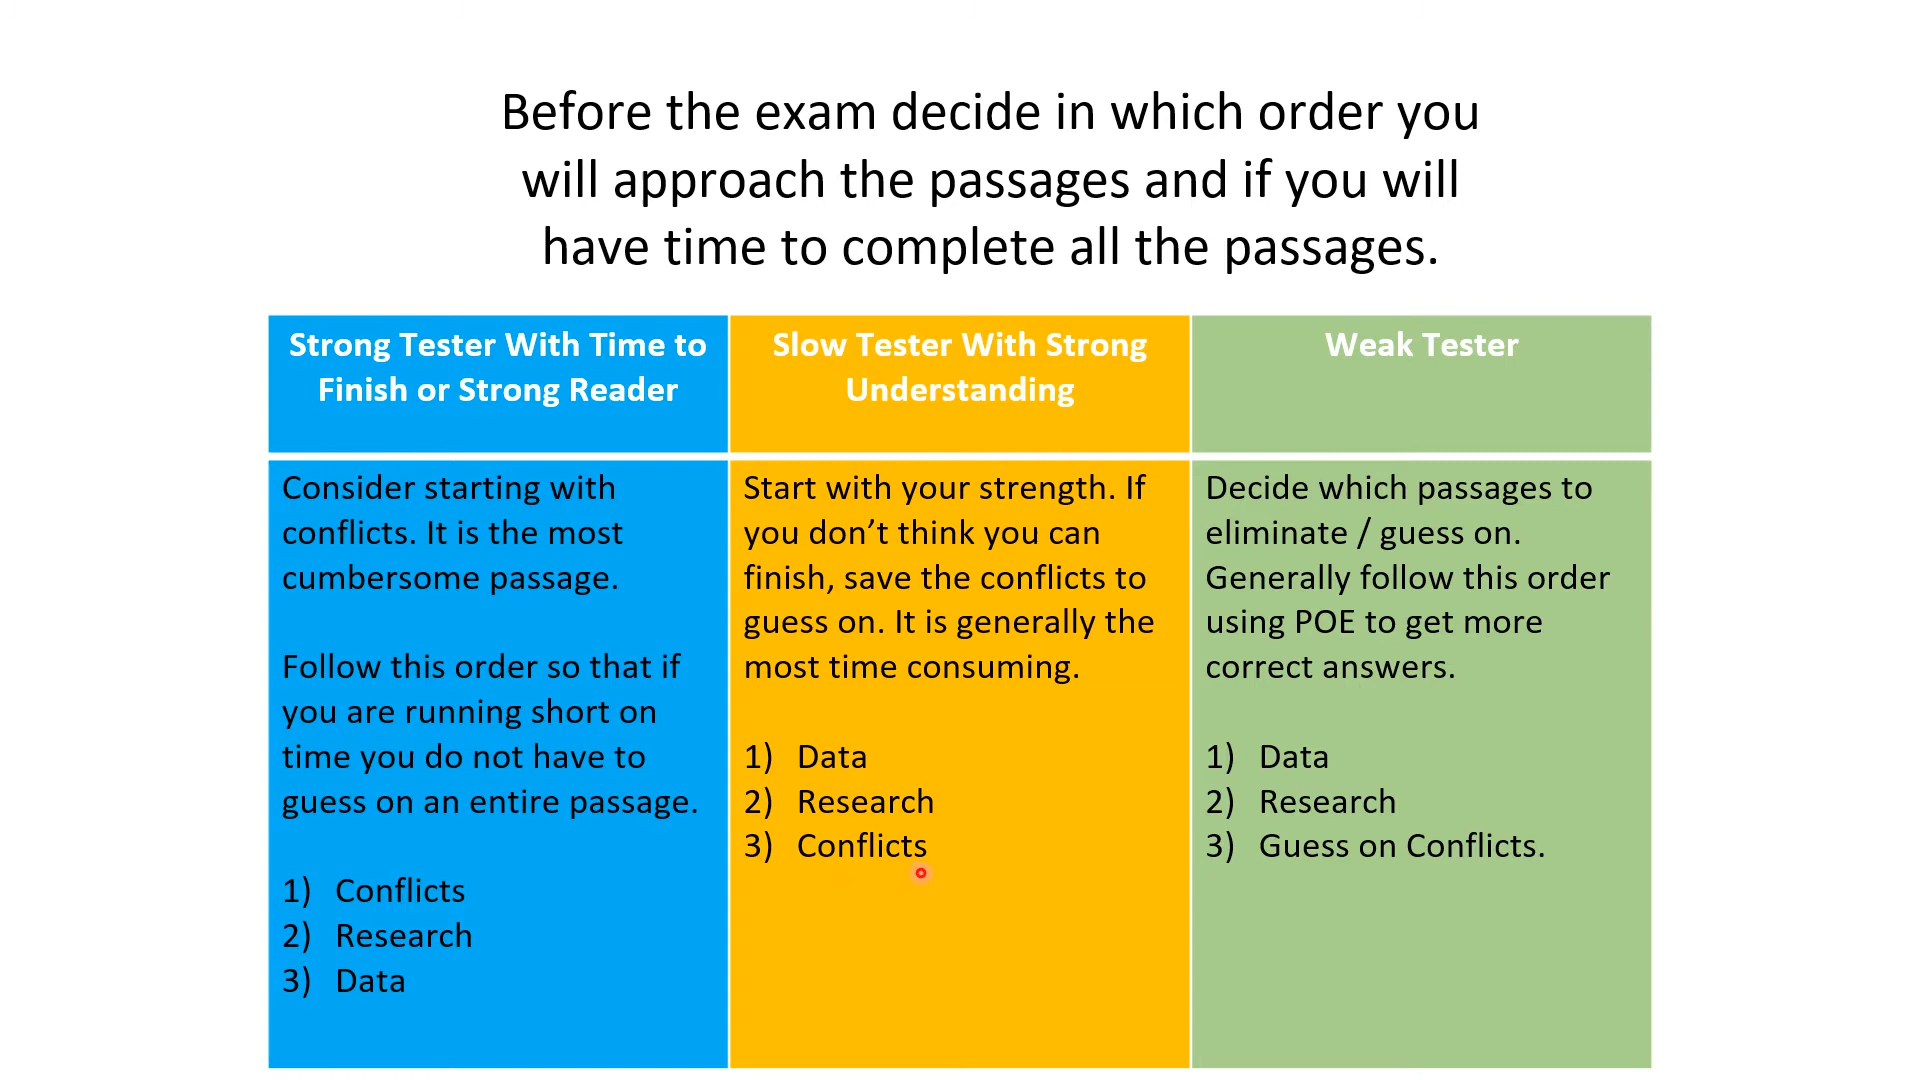 Before the exam decide in which order you
will approach the passages and if you will
have time to complete all the passages.
Strong Tester With Time to
Finish or Strong Reader
Slow Tester With Strong
Understanding
Weak Tester
Consider starting with
conflicts. It is the most
cumbersome passage.
Follow this order so that if
you are running short on
time you do not have to
guess on an entire passage.
1) Conflicts
2) Research
3) Data
Start with your strength. If
you don’t think you can
finish, save the conflicts to
guess on. It is generally the
most time consuming.
1) Data
2) Research
3) Conflicts
Decide which passages to
eliminate / guess on.
Generally follow this order
using POE to get more
correct answers.
1) Data
2) Research
3) Guess on Conflicts.